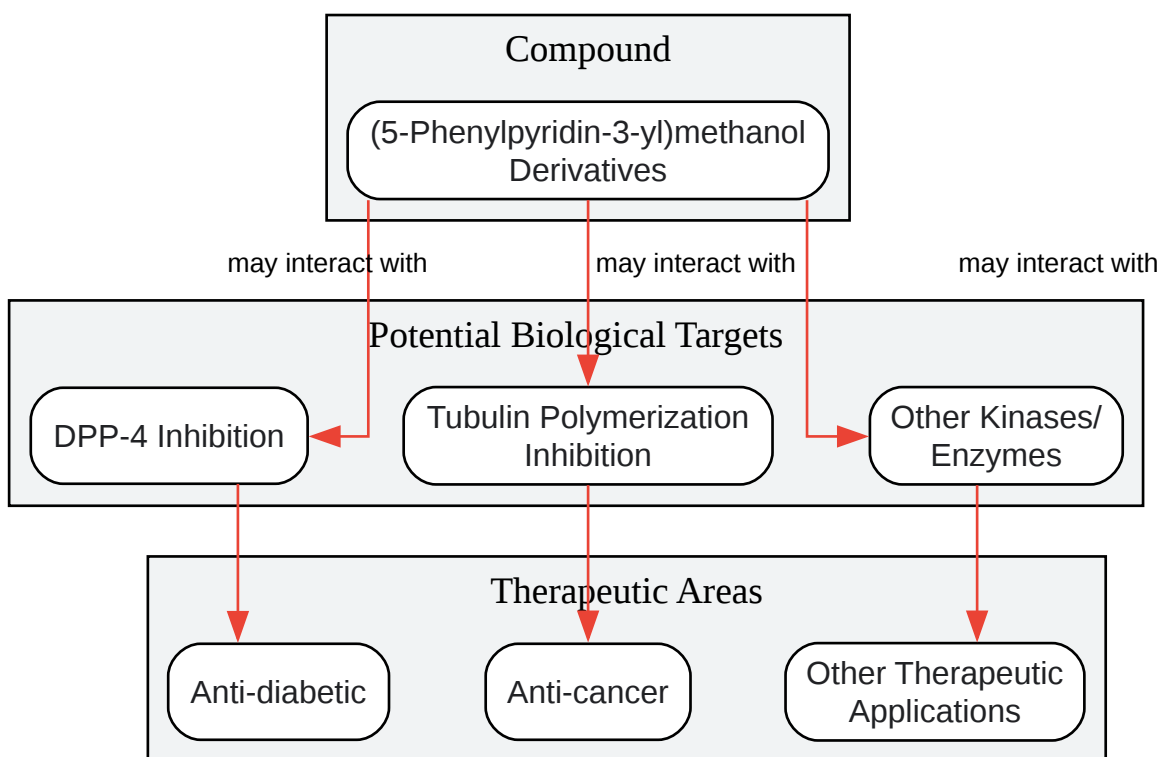 Compound
(5-Phenylpyridin-3-yl)methanol
Derivatives
may interact with
may interact with
may interact with
Potential Biological Targets
DPP-4 Inhibition
Tubulin Polymerization
Inhibition
Other Kinases/
Enzymes
Therapeutic Areas
Anti-diabetic
Anti-cancer
Other Therapeutic
Applications